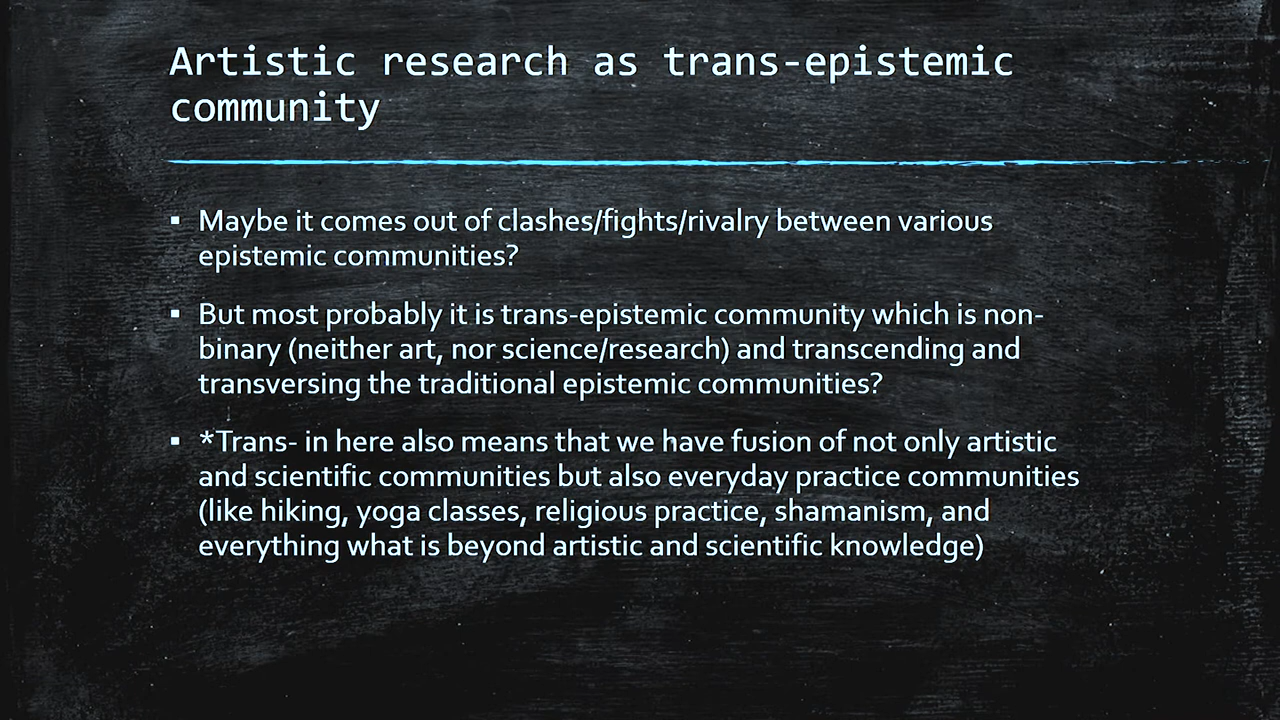 Artistic research as trans-epistemic
community
▪ Maybe it comes out of clashes/fights/rivalry between various
epistemic communities?
▪ But most probably it is trans-epistemic community which is non-
binary (neither art, nor science/research) and transcending and
transversing the traditional epistemic communities?
▪ *Trans- in here also means that we have fusion of not only artistic
and scientific communities but also everyday practice communities
(like hiking, yoga classes, religious practice, shamanism, and
everything what is beyond artistic and scientific knowledge)